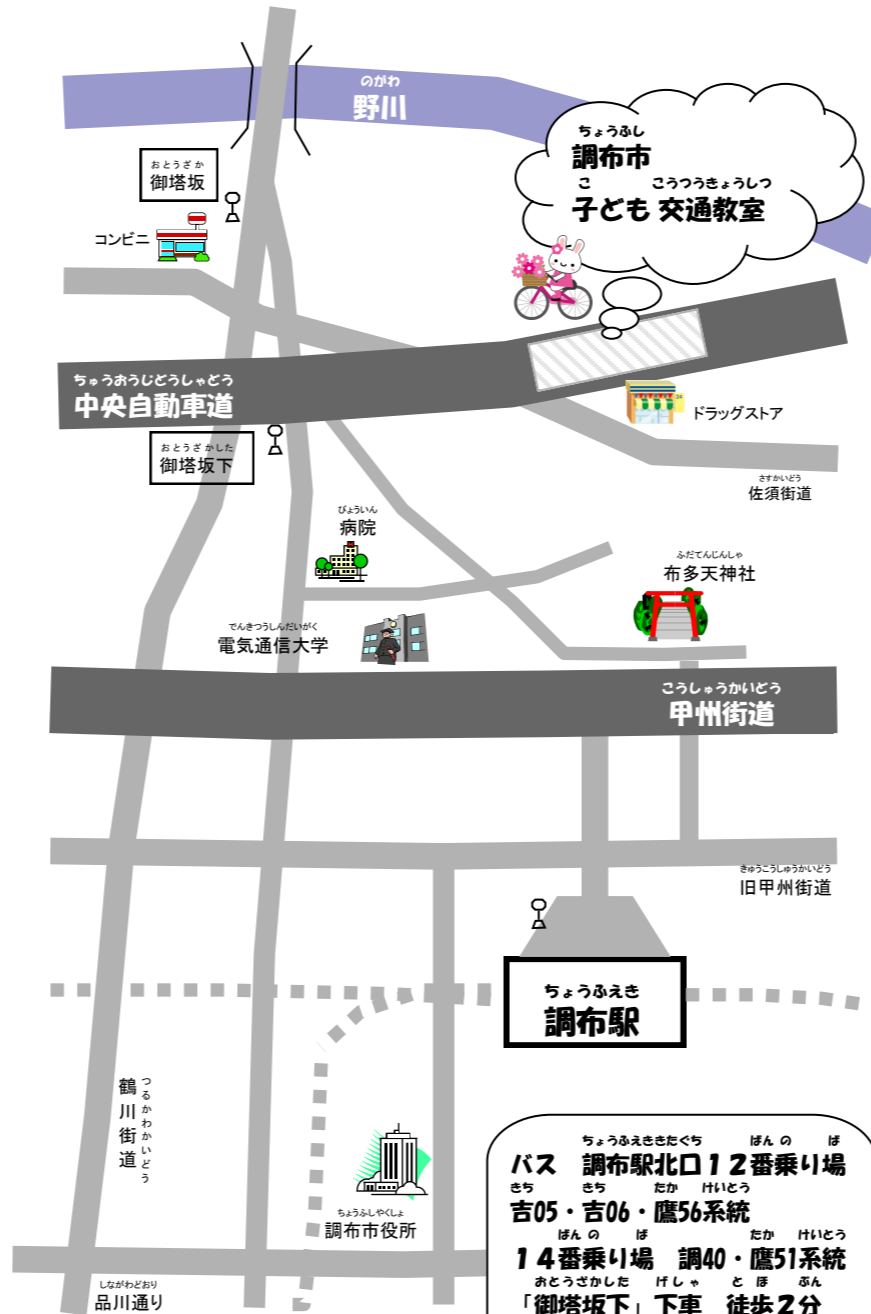 のがわ
野川
ちょうふし
調布市
こ こうつうきょうしつ
子ども 交通教室
おとうざか
御塔坂
コンビニ
ちゅうおうじどうしゃどう
中央自動車道
ドラッグストア
おとうざかした
御塔坂下
さすかいどう
佐須街道
びょういん
病院
ふだてんじんしゃ
布多天神社
でんきつうしんだいがく
電気通信大学
こうしゅうかいどう
甲州街道
きゅうこうしゅうかいどう
旧甲州街道
ちょうふえき
調布駅
つるかわかいどう
鶴川街道
ちょうふしやくしょ
調布市役所
しながわどおり
品川通り
ちょうふえききたぐち ばん の ば
バス 調布駅北口12番乗り場
きち きち たか けいとう
吉05・吉06・鷹56系統
ばん の ば たか けいとう
14番乗り場 調40・鷹51系統
おとうざかした げしゃ とほ ぷん
「御塔坂下」下車 徒歩2分